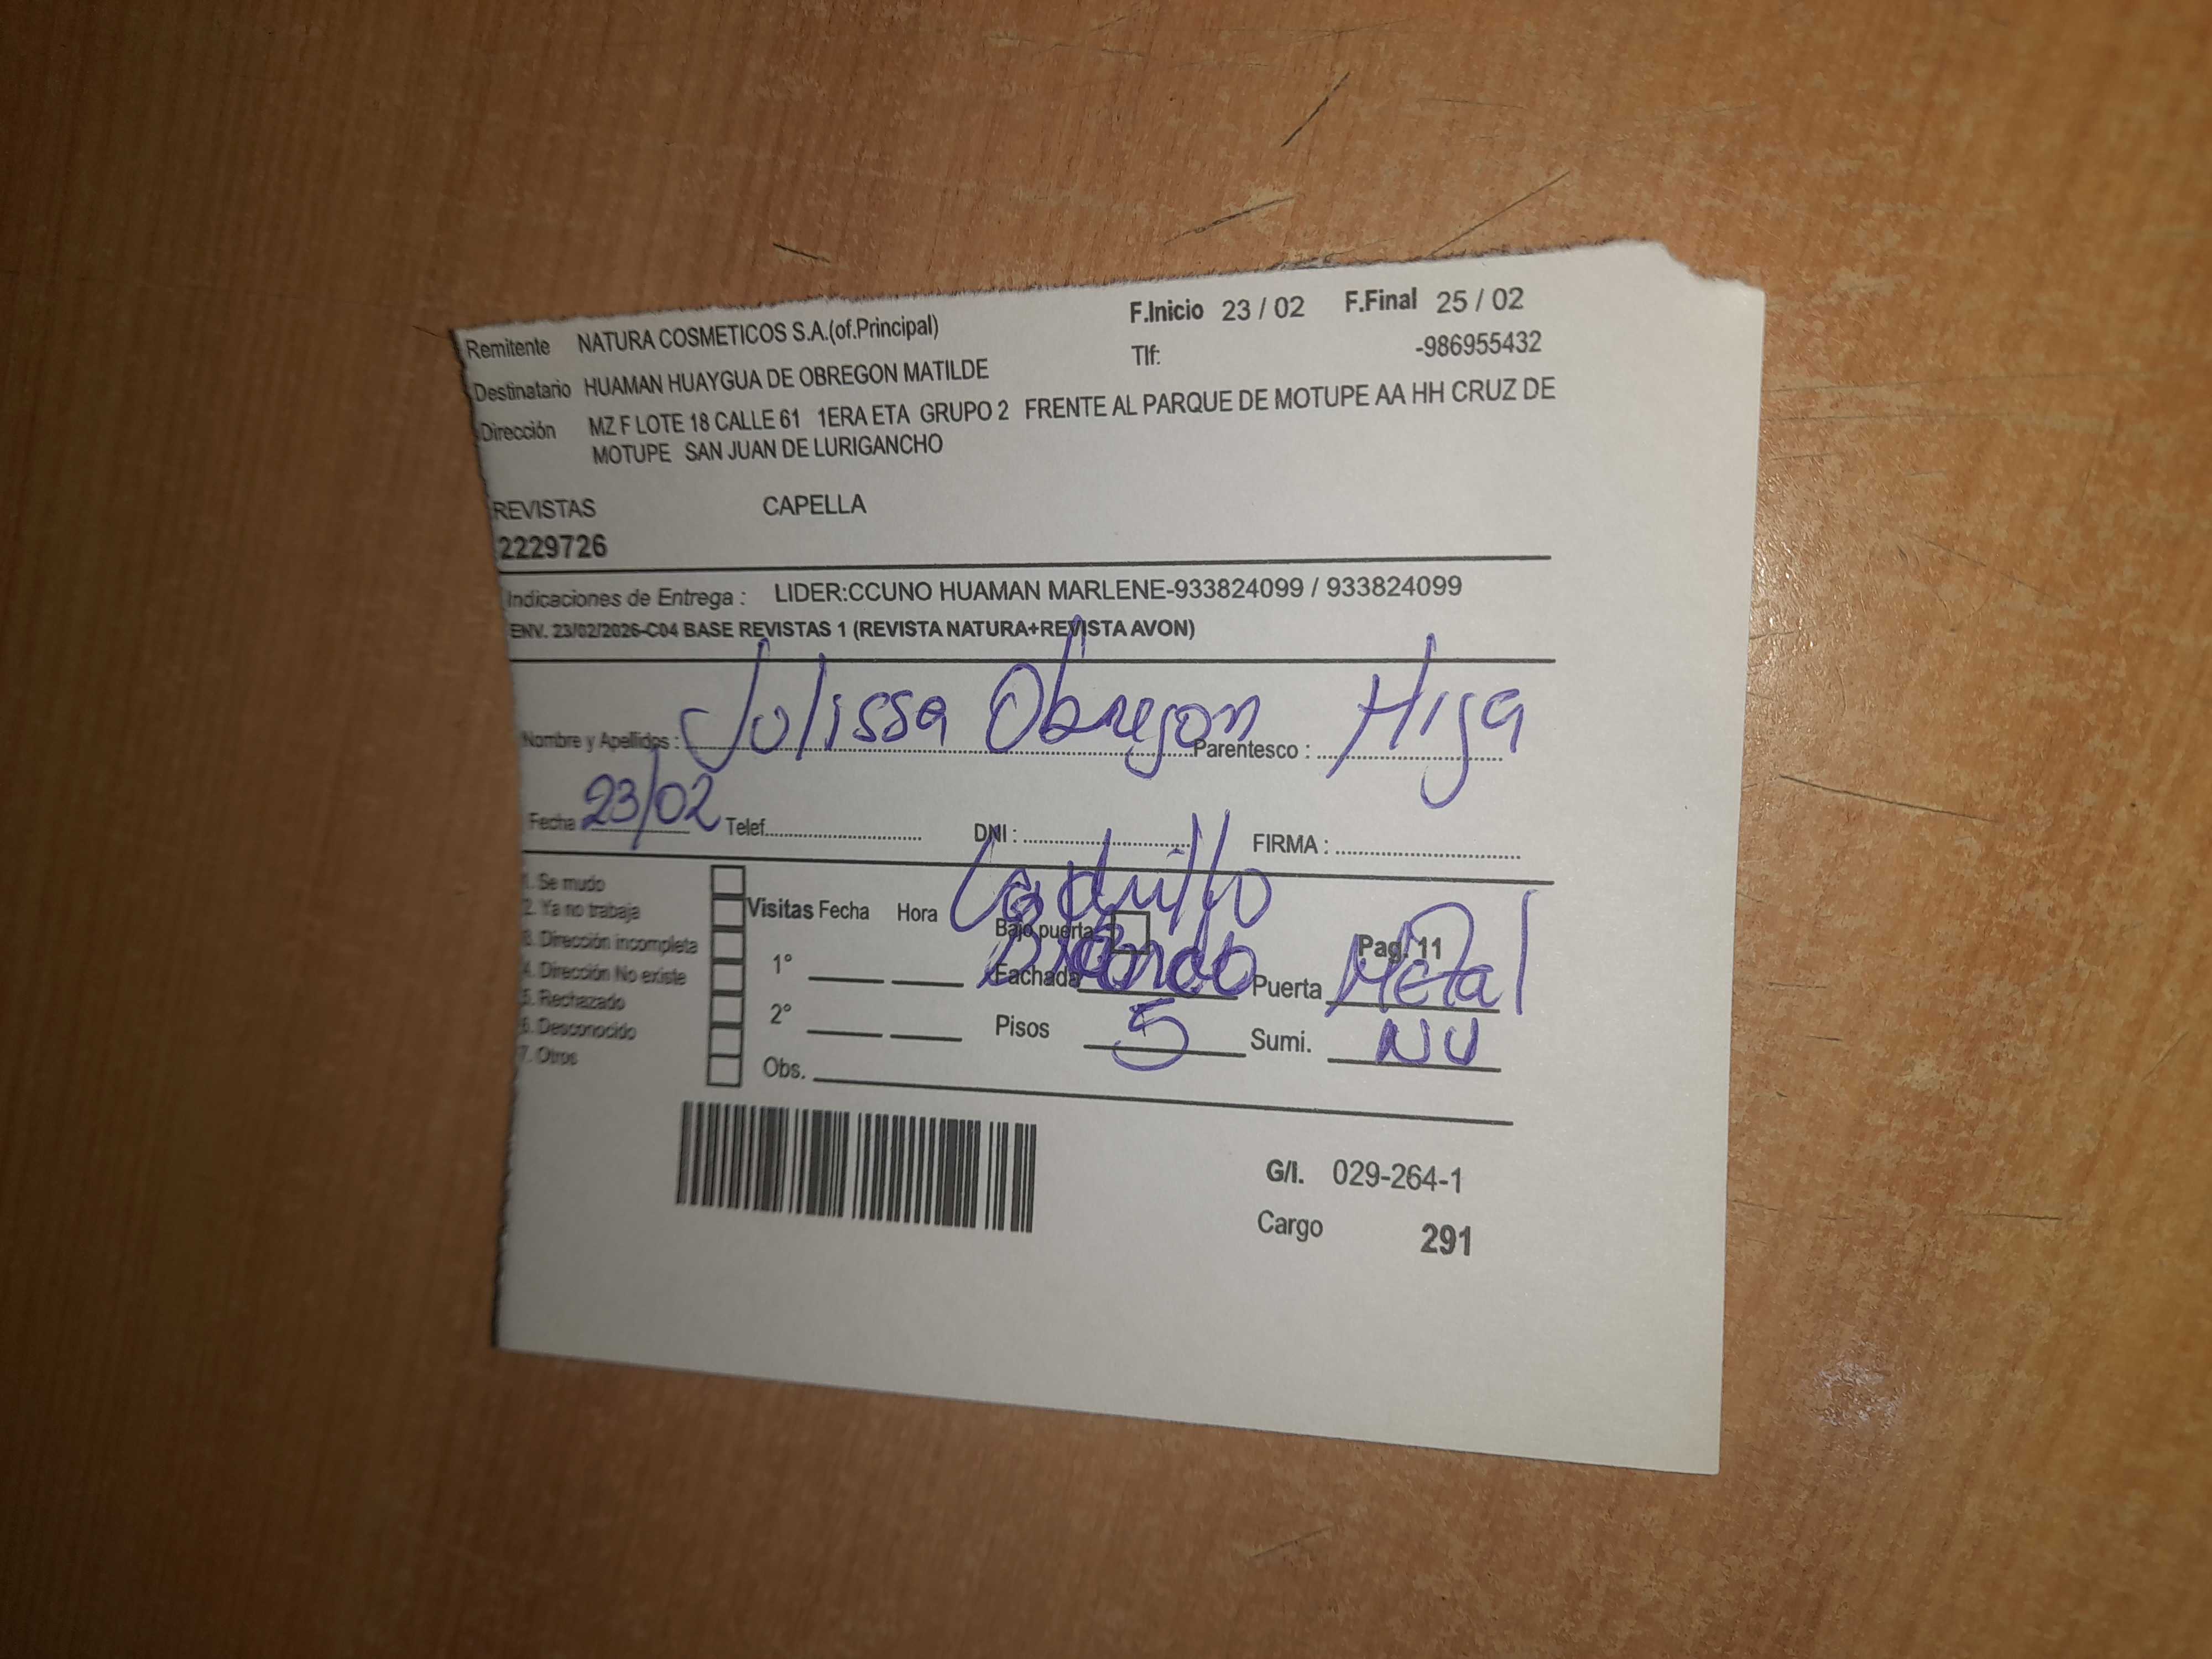 Remitente NATURA COSMETICOS S.A.(of.Principal) F.Inicio 23 / 02 F.Final 25 / 02
Destinatario HUAMAN HUAYGUA DE OBREGON MATILDE Tlf: -986955432
Dirección MZ F LOTE 18 CALLE 61 1ERA ETA GRUPO 2 FRENTE AL PARQUE DE MOTUPE AA HH CRUZ DE
MOTUPE SAN JUAN DE LURIGANCHO
REVISTAS CAPELLA
2229726
Indicaciones de Entrega : LIDER:CCUNO HUAMAN MARLENE-933824099 / 933824099
ENV. 23/02/2026-C04 BASE REVISTAS 1 (REVISTA NATURA+REVISTA AVON)
Nombre y Apellidos : Julissa Obregon Parentesco : Hija
Fecha 23/02 Telef. DNI : FIRMA :
1. Se mudo
2. Ya no trabaja
3. Dirección incompleta
4. Dirección No existe
5. Rechazado
6. Desconocido
7. Otros
Visitas Fecha Hora Ladrillo
Bajo puerta Pag. 11
1° Fachada Puerta Metal
2° Pisos 5 Sumi. NU
Obs.
G/I. 029-264-1
Cargo 291